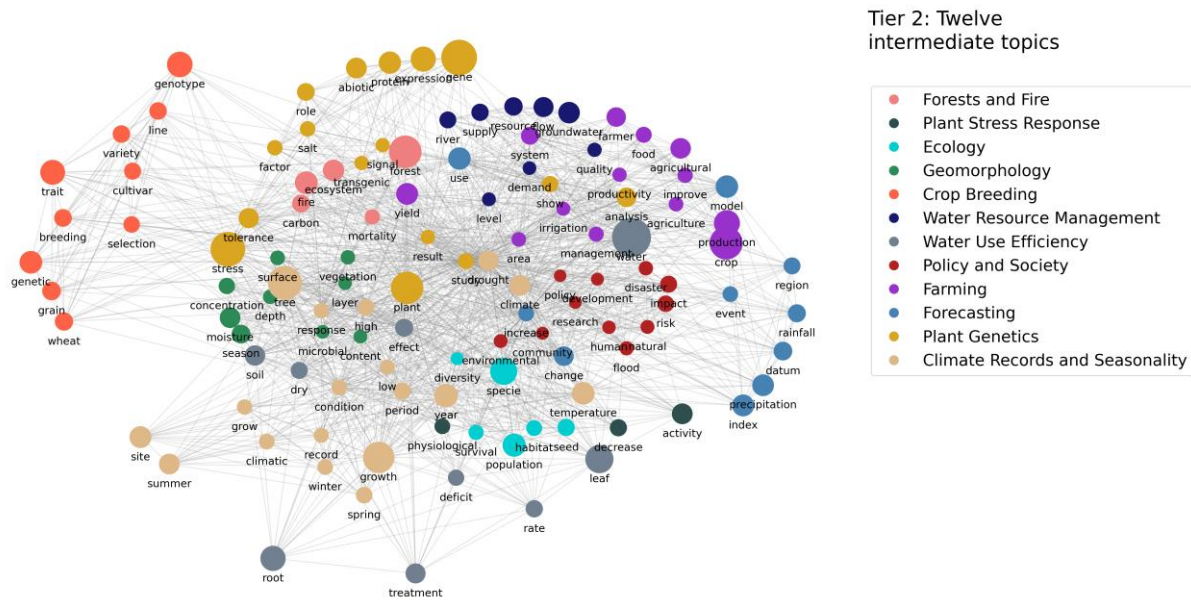 Tier 2: Twelve
intermediate topics
Forests and Fire
Plant Stress Response
Ecology
Geomorphology
Crop Breeding
Water Resource Management
Water Use Efficiency
Policy and Society
Farming
Forecasting
Plant Genetics
Climate Records and Seasonality
genotype
abiotic
protein
expression
gene
role
line
variety
salt
factor
signal
transgenic
forest
river
supply
resource
flow
groundwater
farmer
food
agricultural
system
quality
use
demand
show
productivity
improve
model
trait
cultivar
ecosystem
fire
carbon
yield
level
analysis
agriculture
breeding
selection
mortality
irrigation
tolerance
stress
result
area
management
water
production
crop
genetic
surface
vegetation
study
drought
disaster
region
grain
concentration
tree
depth
layer
plant
climate
policy
development
impact
event
wheat
moisture
response
high
increase
research
risk
rainfall
season
microbial
content
effect
environmental
community
human
natural
flood
datum
soil
dry
low
diversity
specie
change
precipitation
condition
period
year
temperature
index
grow
physiological
survival
habitat
seed
decrease
activity
site
climatic
record
population
summer
winter
growth
deficit
leaf
spring
rate
root
treatment